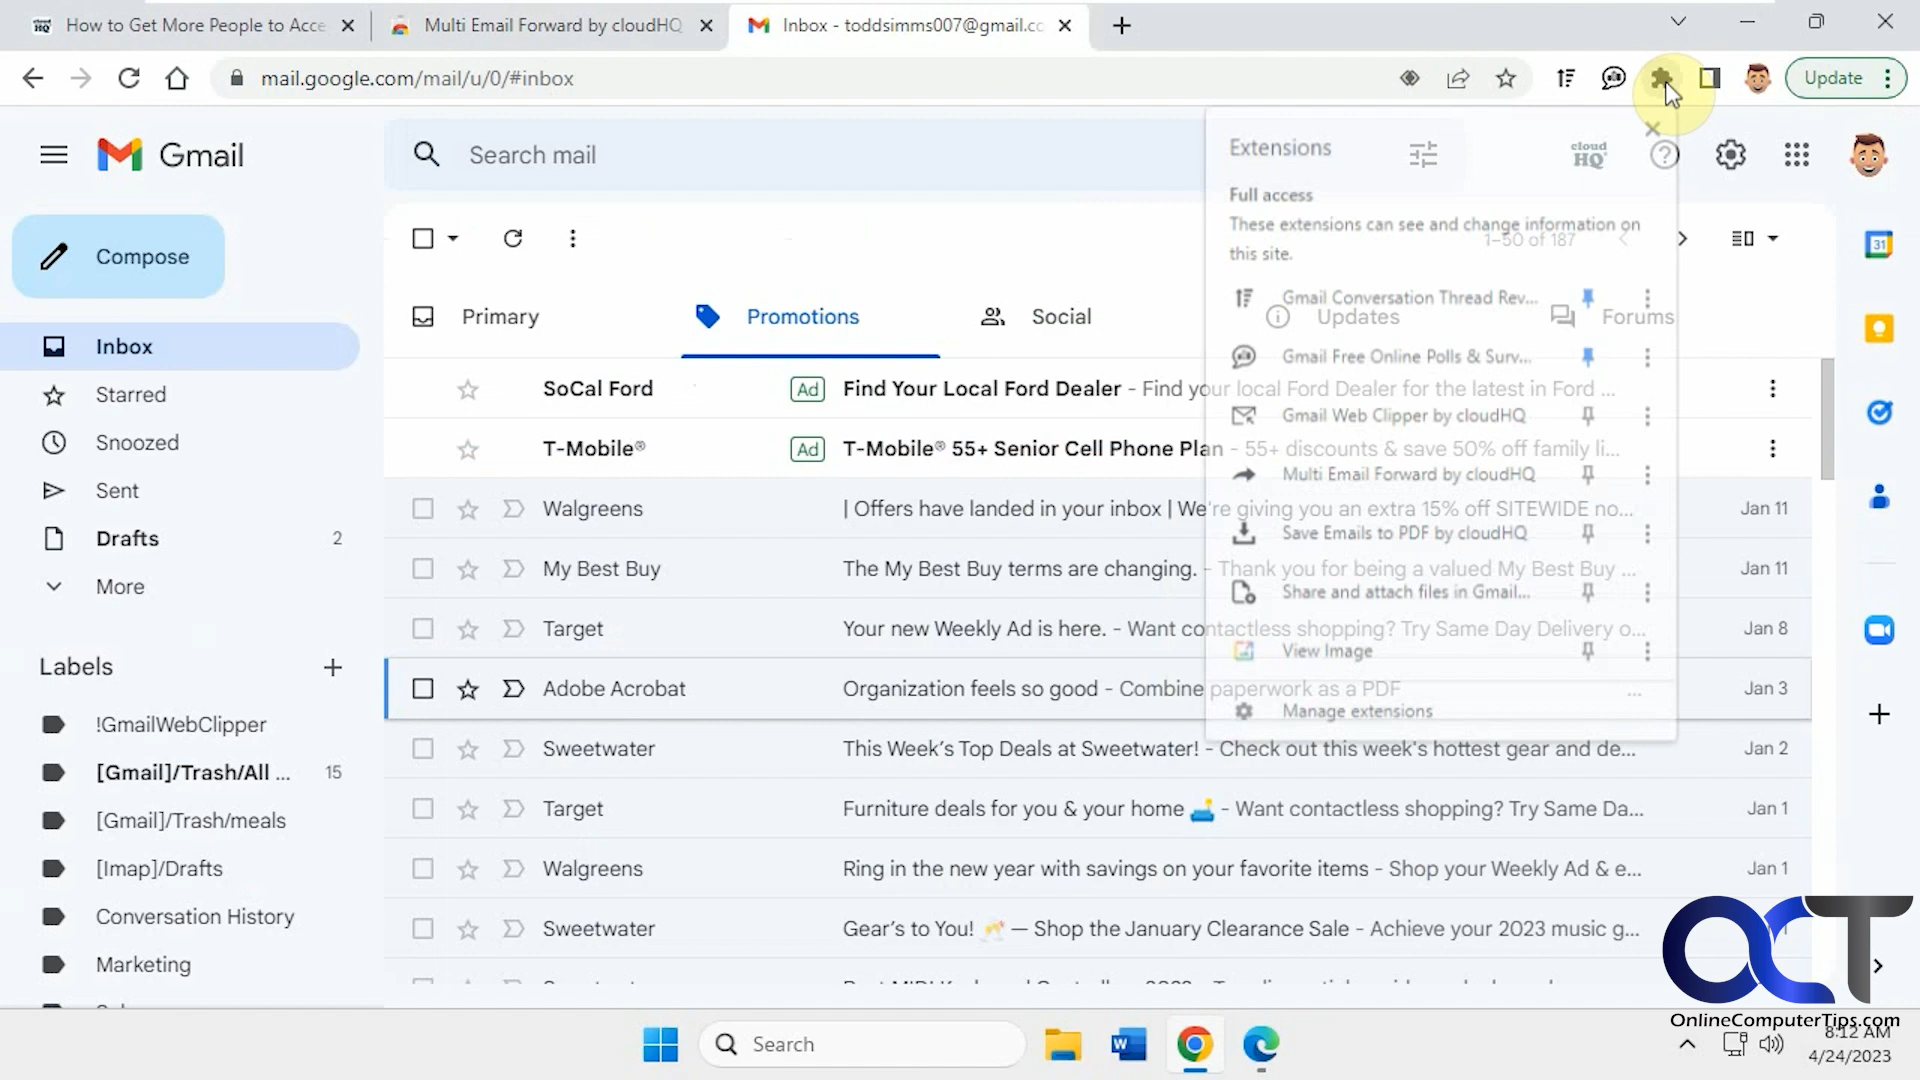 HQ How to Get More People to Acce
Multi Email Forward by cloudHQ
Inbox - toddsimms007@gmail.cc
mail.google.com/mail/u/0/#inbox
Update
Gmail
Search mail
Extensions
cloud
HQ
Full access
These extensions can see and change information on
this site.
1–50 of 187
Compose
Inbox
Starred
Snoozed
Sent
Drafts 2
More
Labels
!GmailWebClipper
[Gmail]/Trash/All ... 15
[Gmail]/Trash/meals
[Imap]/Drafts
Conversation History
Marketing
Primary
Promotions
Social
Updates
Forums
Gmail Conversation Thread Rev...
Gmail Free Online Polls & Surv...
Gmail Web Clipper by cloudHQ
Multi Email Forward by cloudHQ
Save Emails to PDF by cloudHQ
Share and attach files in Gmail...
View Image
Manage extensions
SoCal Ford Ad Find Your Local Ford Dealer - Find your local Ford Dealer for the latest in Ford ...
T-Mobile® Ad T-Mobile® 55+ Senior Cell Phone Plan - 55+ discounts & save 50% off family li...
Walgreens | Offers have landed in your inbox | We're giving you an extra 15% off SITEWIDE no... Jan 11
My Best Buy The My Best Buy terms are changing. - Thank you for being a valued My Best Buy ... Jan 11
Target Your new Weekly Ad is here. - Want contactless shopping? Try Same Day Delivery o... Jan 8
Adobe Acrobat Organization feels so good - Combine paperwork as a PDF ... Jan 3
Sweetwater This Week's Top Deals at Sweetwater! - Check out this week's hottest gear and de... Jan 2
Target Furniture deals for you & your home 🛋️ - Want contactless shopping? Try Same Da... Jan 1
Walgreens Ring in the new year with savings on your favorite items - Shop your Weekly Ad & e... Jan 1
Sweetwater Gear's to You! 🥂 — Shop the January Clearance Sale - Achieve your 2023 music g...
31
OCT
OnlineComputerTips.com
Search
8:12 AM
4/24/2023